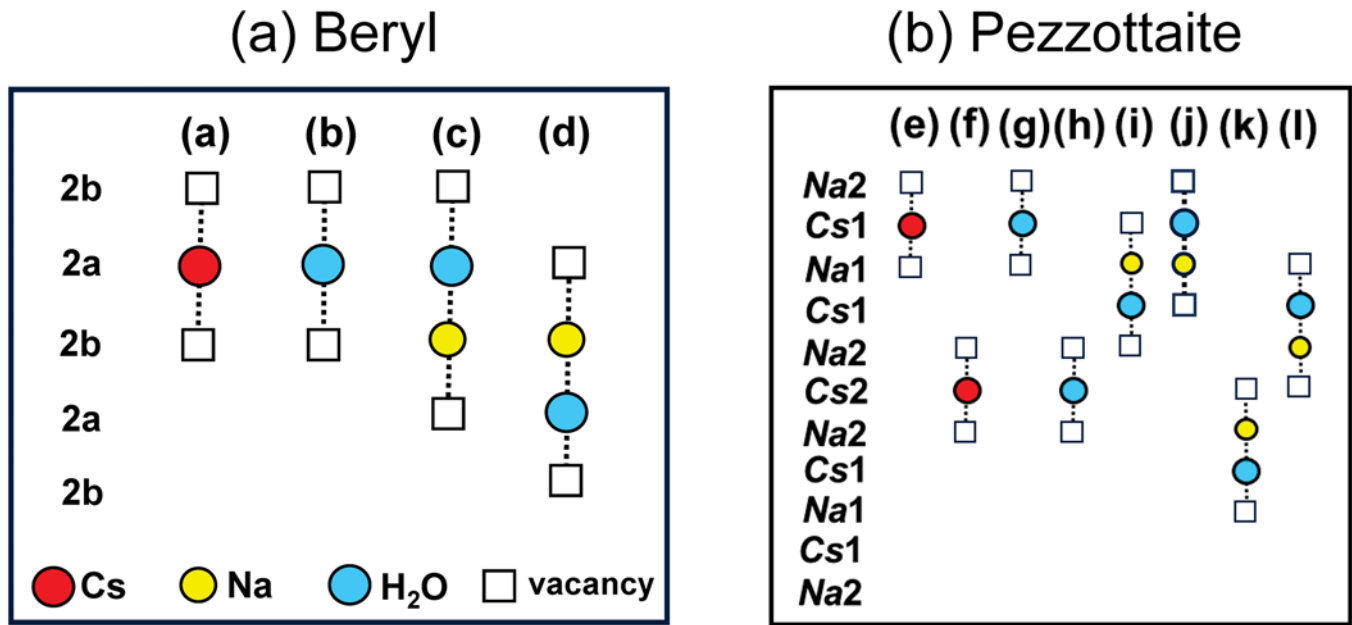 (a) Beryl
(a) (b) (c) (d)
2b
2a
2b
2a
2b
Cs Na H₂O vacancy
(b) Pezzottaite
(e) (f) (g) (h) (i) (j) (k) (l)
Na2
Cs1
Na1
Cs1
Na2
Cs2
Na2
Cs1
Na1
Cs1
Na2